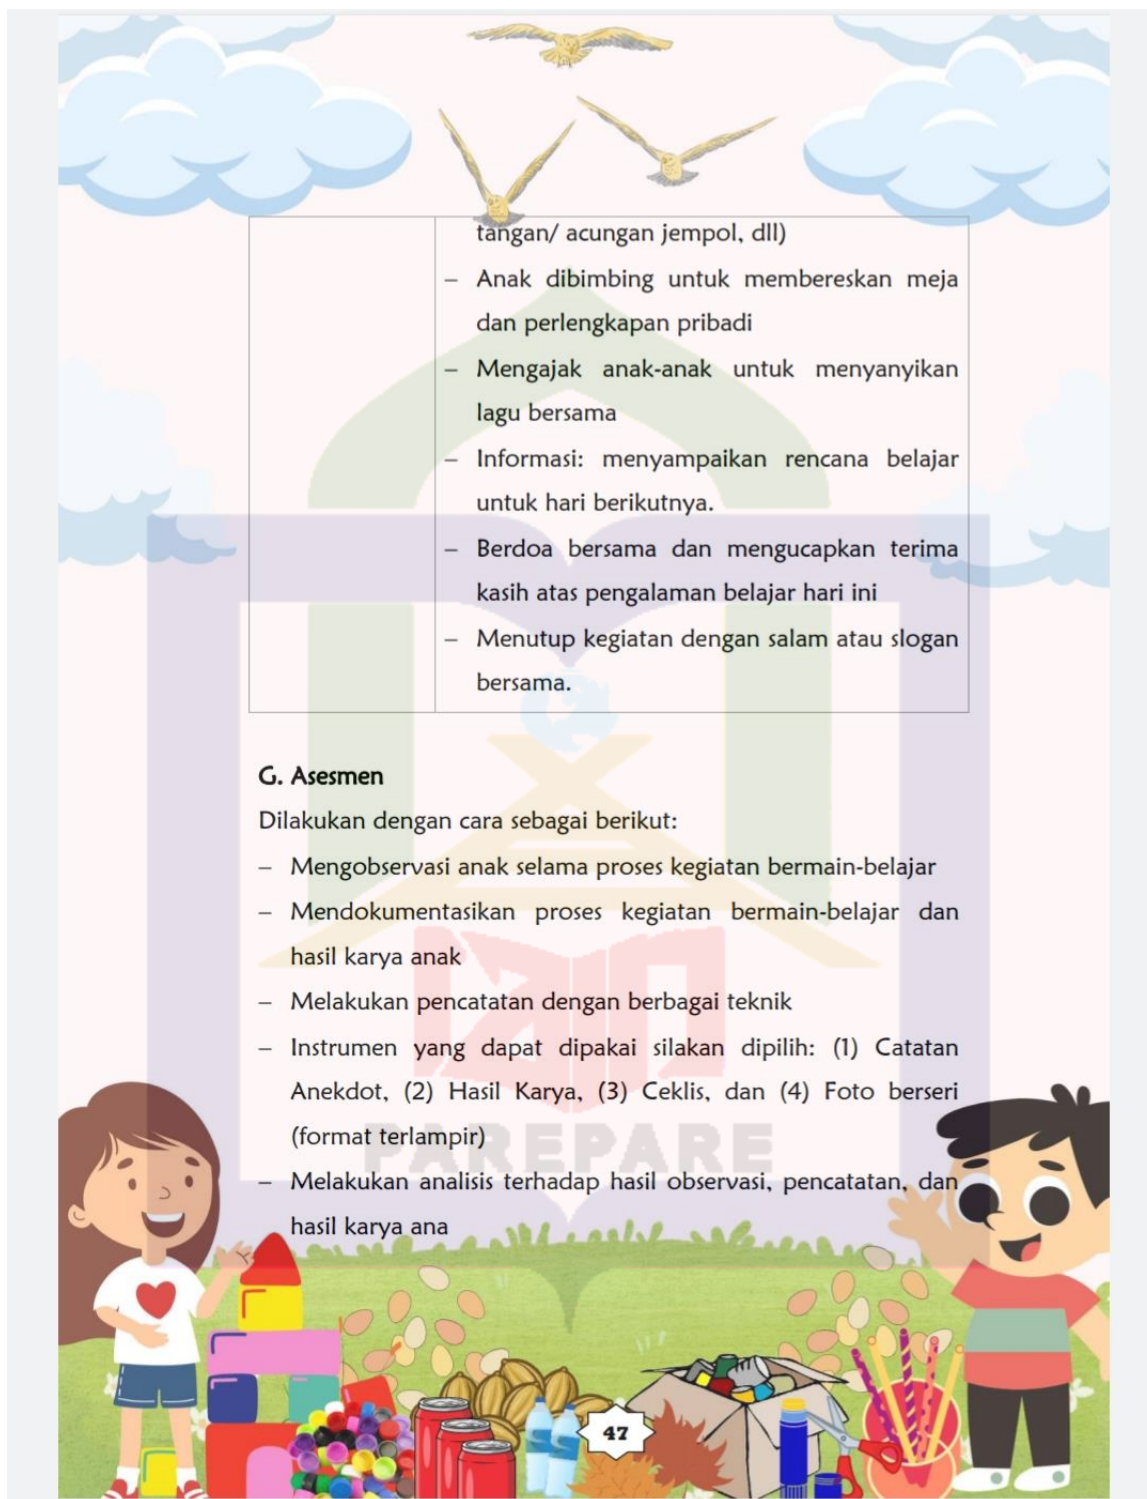 tangan/ acungan jempol, dll)
– Anak dibimbing untuk membereskan meja
dan perlengkapan pribadi
– Mengajak anak-anak untuk menyanyikan
lagu bersama
– Informasi: menyampaikan rencana belajar
untuk hari berikutnya.
– Berdoa bersama dan mengucapkan terima
kasih atas pengalaman belajar hari ini
– Menutup kegiatan dengan salam atau slogan
bersama.
G. Asesmen
Dilakukan dengan cara sebagai berikut:
– Mengobservasi anak selama proses kegiatan bermain-belajar
– Mendokumentasikan proses kegiatan bermain-belajar dan
hasil karya anak
– Melakukan pencatatan dengan berbagai teknik
– Instrumen yang dapat dipakai silakan dipilih: (1) Catatan
Anekdot, (2) Hasil Karya, (3) Ceklis, dan (4) Foto berseri
(format terlampir)
PAREPARE
– Melakukan analisis terhadap hasil observasi, pencatatan, dan
hasil karya ana
47